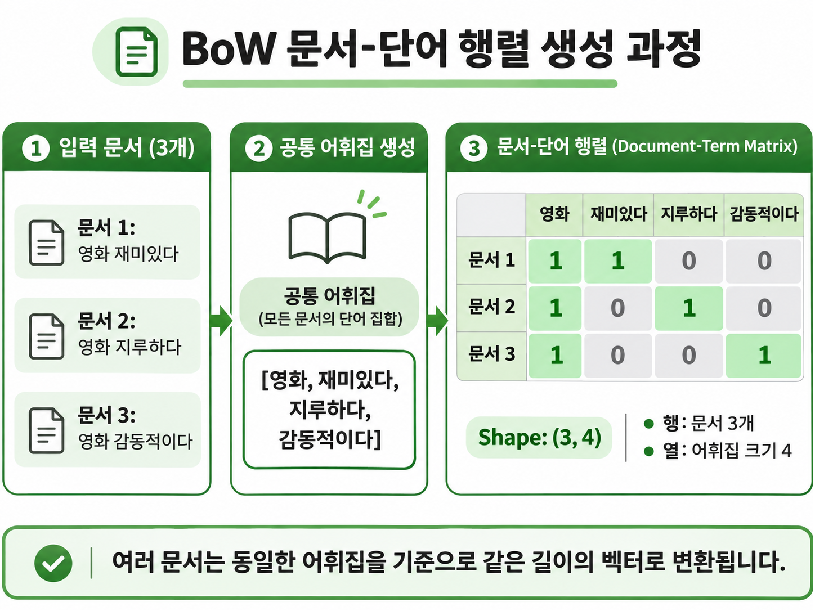 BoW 문서-단어 행렬 생성 과정
1 입력 문서 (3개)
문서 1:
영화 재미있다
문서 2:
영화 지루하다
문서 3:
영화 감동적이다
2 공통 어휘집 생성
공통 어휘집
(모든 문서의 단어 집합)
[영화, 재미있다,
지루하다,
감동적이다]
3 문서-단어 행렬 (Document-Term Matrix)
영화 재미있다 지루하다 감동적이다
문서 1 1 1 0 0
문서 2 1 0 1 0
문서 3 1 0 0 1
Shape: (3, 4)
● 행: 문서 3개
● 열: 어휘집 크기 4
여러 문서는 동일한 어휘집을 기준으로 같은 길이의 벡터로 변환됩니다.